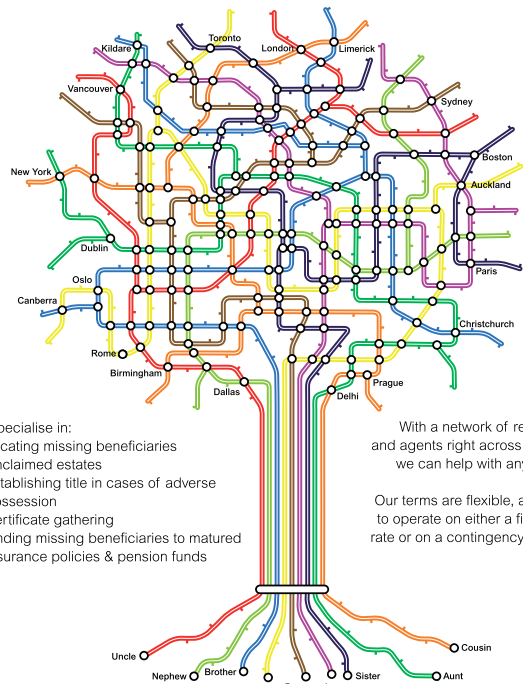 Toronto
Kildare
London
Limerick
Vancouver
Sydney
Boston
New York
Auckland
Dublin
Paris
Oslo
Canberra
Christchurch
Rome
Birmingham
Prague
Dallas
Delhi
pecialise in:
cating missing beneficiaries
nclaimed estates
tablishing title in cases of adverse
ossession
ertificate gathering
nding missing beneficiaries to matured
surance policies & pension funds
With a network of re
and agents right across
we can help with any
Our terms are flexible, a
to operate on either a fi
rate or on a contingency
Uncle
Nephew
Brother
Sister
Aunt
Cousin